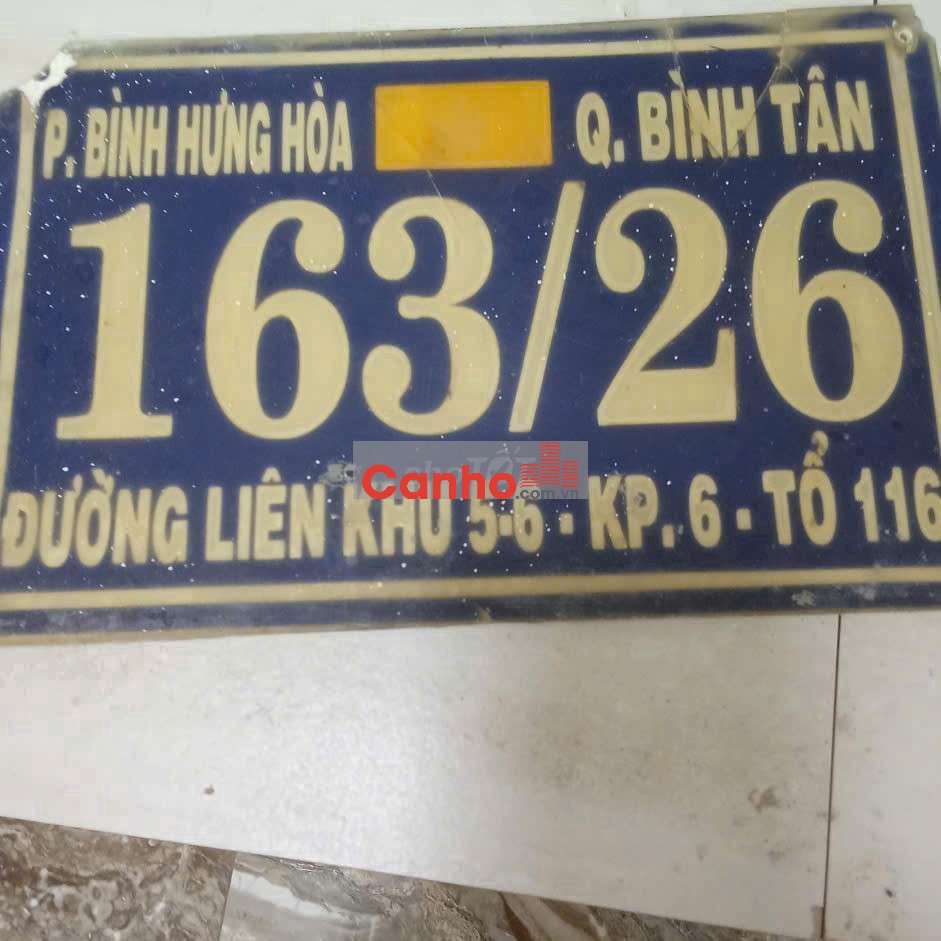 P. BÌNH HƯNG HÒA Q. BÌNH TÂN
163/26
Canho
.com.vn
ĐƯỜNG LIÊN KHU 5-6 - KP. 6 - TỔ 116